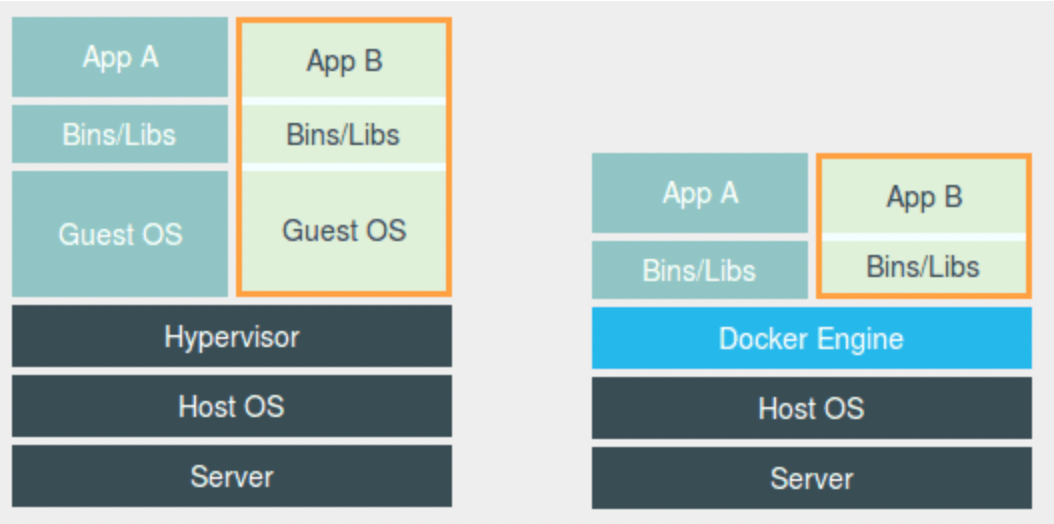 App A
App B
Bins/Libs
Bins/Libs
Guest OS
Guest OS
Hypervisor
Host OS
Server
App A
App B
Bins/Libs
Bins/Libs
Docker Engine
Host OS
Server